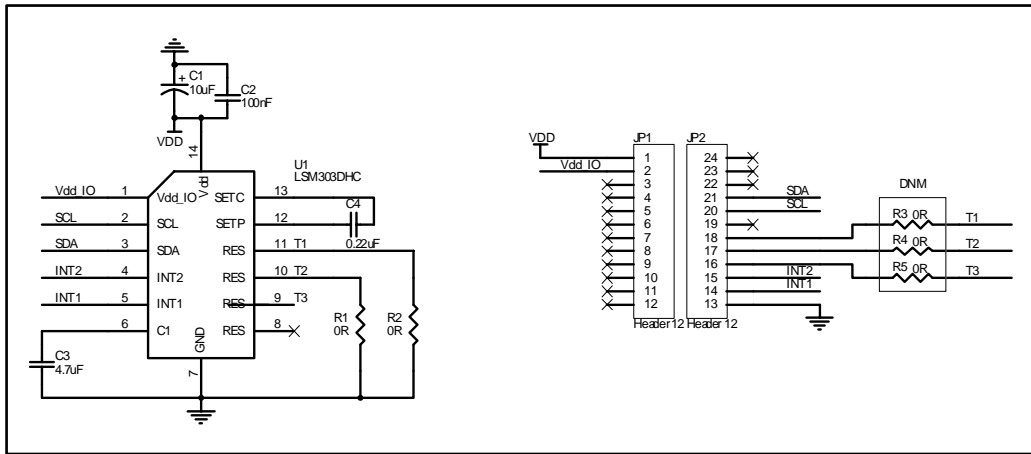 C1
10uF
C2
100nF
VDD
14
U1
LSM303DHC
Vdd
Vdd_IO 1 Vdd_IO SETC 13
C4
SCL 2 SCL SETP 12
0.22uF
SDA 3 SDA RES 11 T1
INT2 4 INT2 RES 10 T2
INT1 5 INT1 RES 9 T3
6 C1 RES 8
GND
7
C3
4.7uF
R1
0R
R2
0R
VDD
Vdd_IO
JP1
1
2
3
4
5
6
7
8
9
10
11
12
Header 12
JP2
24
23
22
21 SDA
20 SCL
19
18
17
16
15 INT2
14 INT1
13
Header 12
DNM
R3 0R T1
R4 0R T2
R5 0R T3